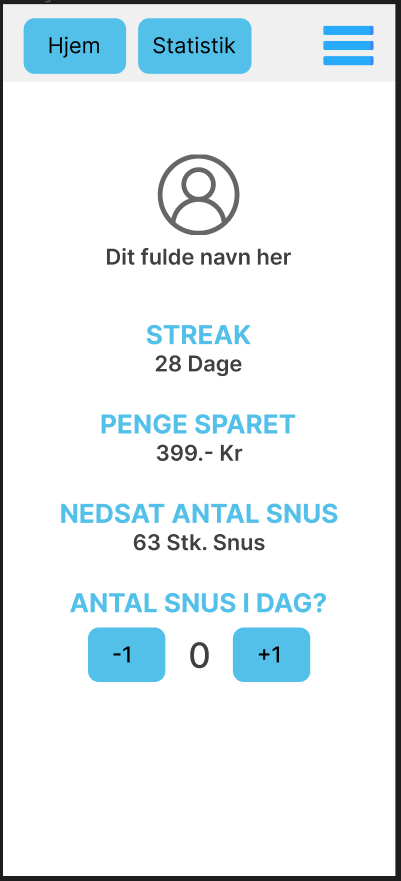 Hjem
Statistik
Dit fulde navn her
STREAK
28 Dage
PENGE SPARET
399.- Kr
NEDSAT ANTAL SNUS
63 Stk. Snus
ANTAL SNUS I DAG?
-1 0 +1